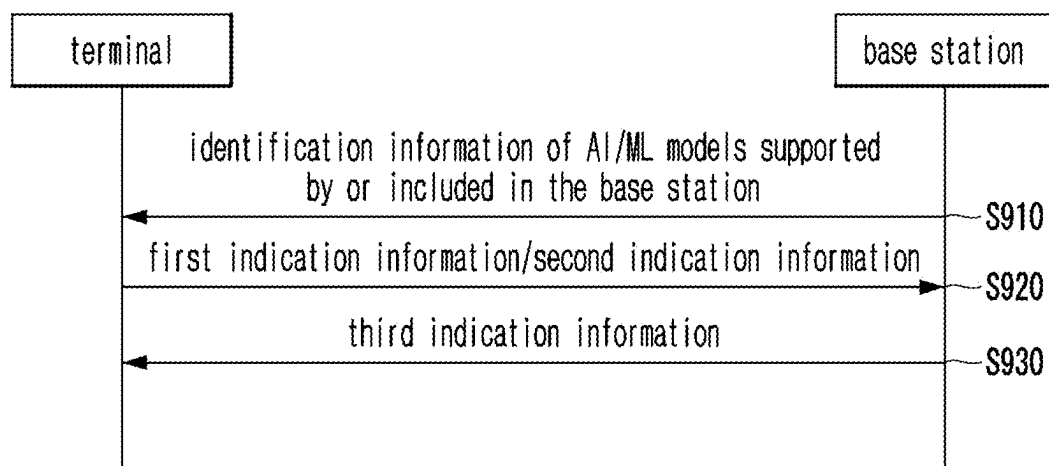 terminal
base station
identification information of AI/ML models supported
by or included in the base station
S910
first indication information/second indication information
S920
third indication information
S930